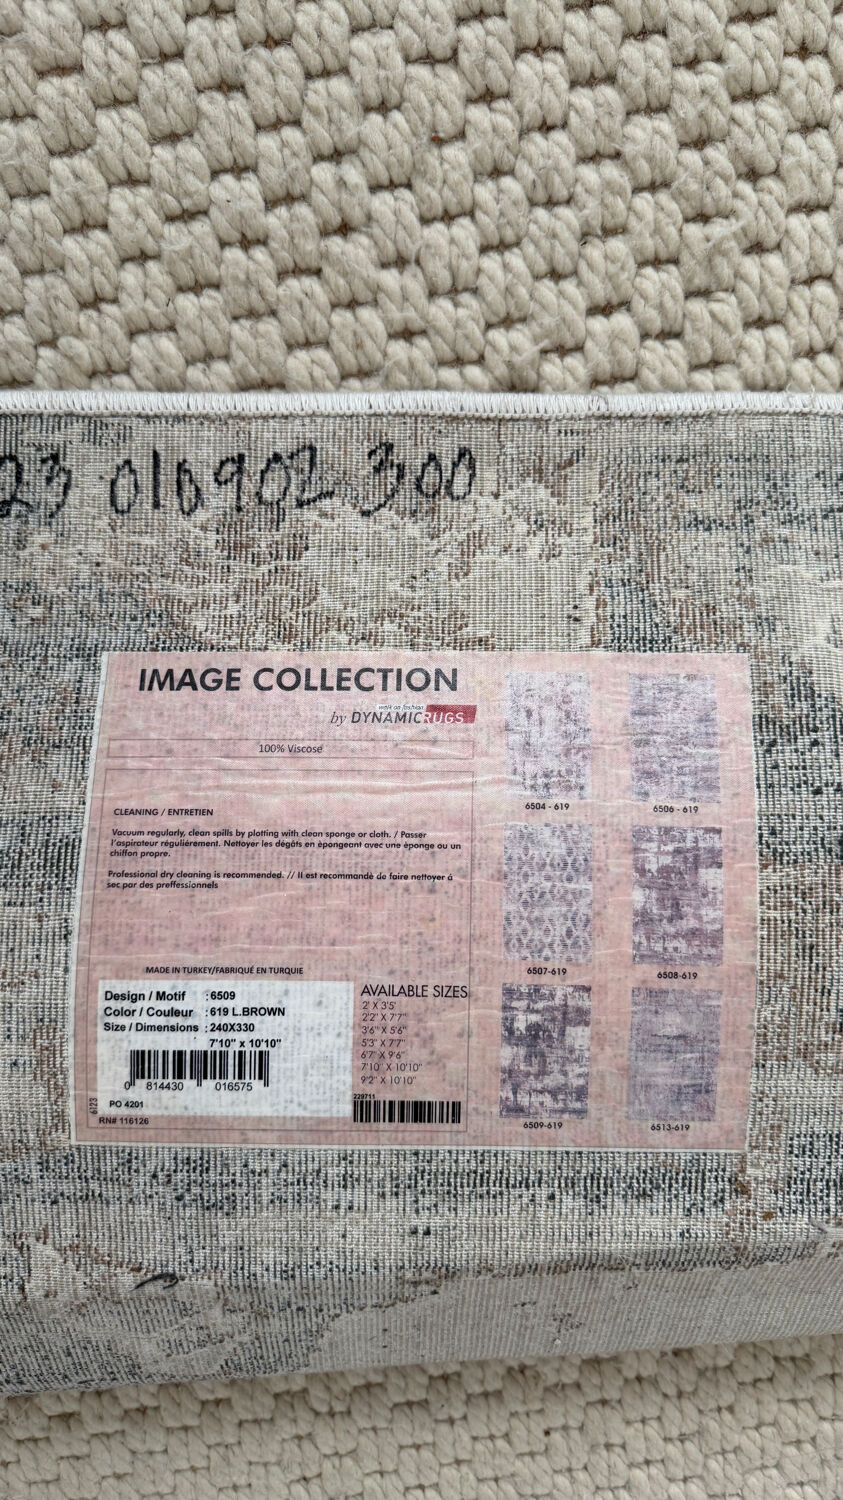 23 010902 300
IMAGE COLLECTION
walk on fashion
by DYNAMICRUGS
100% Viscose
CLEANING / ENTRETIEN
Vacuum regularly, clean spills by plotting with clean sponge or cloth. / Passer
l'aspirateur régulièrement. Nettoyer les dégâts en épongeant avec une éponge ou un
chiffon propre.
Professional dry cleaning is recommended. // Il est recommandé de faire nettoyer à
sec par des preffessionnels
MADE IN TURKEY/FABRIQUÉ EN TURQUIE
Design / Motif : 6509
Color / Couleur : 619 L.BROWN
Size / Dimensions : 240X330
7'10" x 10'10"
0 814430 016575
6123
PO 4201
RN# 116126
AVAILABLE SIZES
2' X 3'5'
2'2" X 7'7"
3'6" X 5'6"
5'3" X 7'7"
6'7" X 9'6"
7'10" X 10'10"
9'2" X 10'10"
229711
6504 - 619
6506 - 619
6507-619
6508-619
6509-619
6513-619